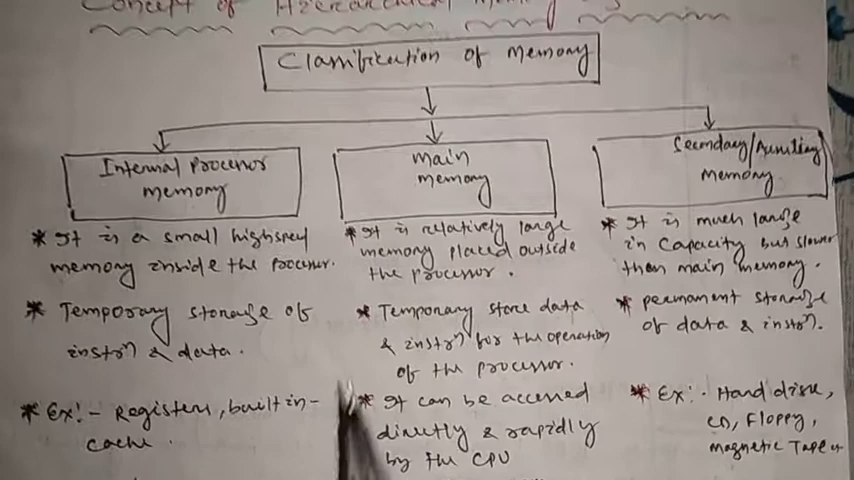 Concept of Hierarchical
Classification of Memory
Internal Processor
memory
* It is a small highspeed
memory inside the processor.
* Temporary storage of
instrn & data.
* Ex:- Registers, built in-
cache.
main
memory
* It is relatively large
memory placed outside
the processor.
* Temporary store data
& instrn for the operation
of the processor.
* It can be accessed
directly & rapidly
by the CPU
Secondary/Auxiliary
memory
* It is much large
in capacity but slower
than main memory.
* permanent storage
of data & instrn.
* Ex:- Hard disk,
CD, Floppy,
magnetic Tape